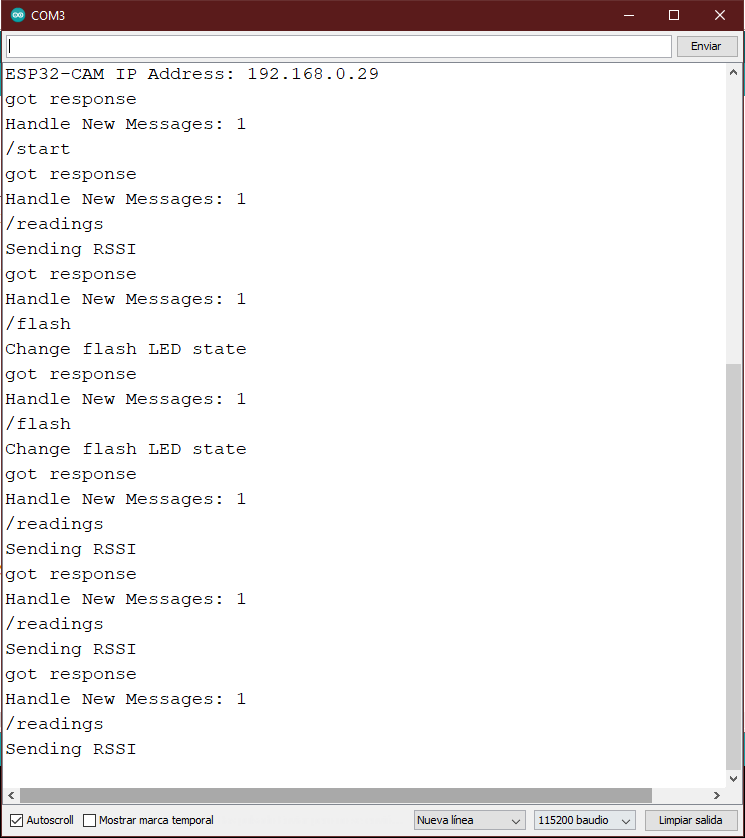 COM3
Enviar
ESP32-CAM IP Address: 192.168.0.29
got response
Handle New Messages: 1
/start
got response
Handle New Messages: 1
/readings
Sending RSSI
got response
Handle New Messages: 1
/flash
Change flash LED state
got response
Handle New Messages: 1
/flash
Change flash LED state
got response
Handle New Messages: 1
/readings
Sending RSSI
got response
Handle New Messages: 1
/readings
Sending RSSI
got response
Handle New Messages: 1
/readings
Sending RSSI
Autoscroll Mostrar marca temporal Nueva línea 115200 baudio Limpiar salida